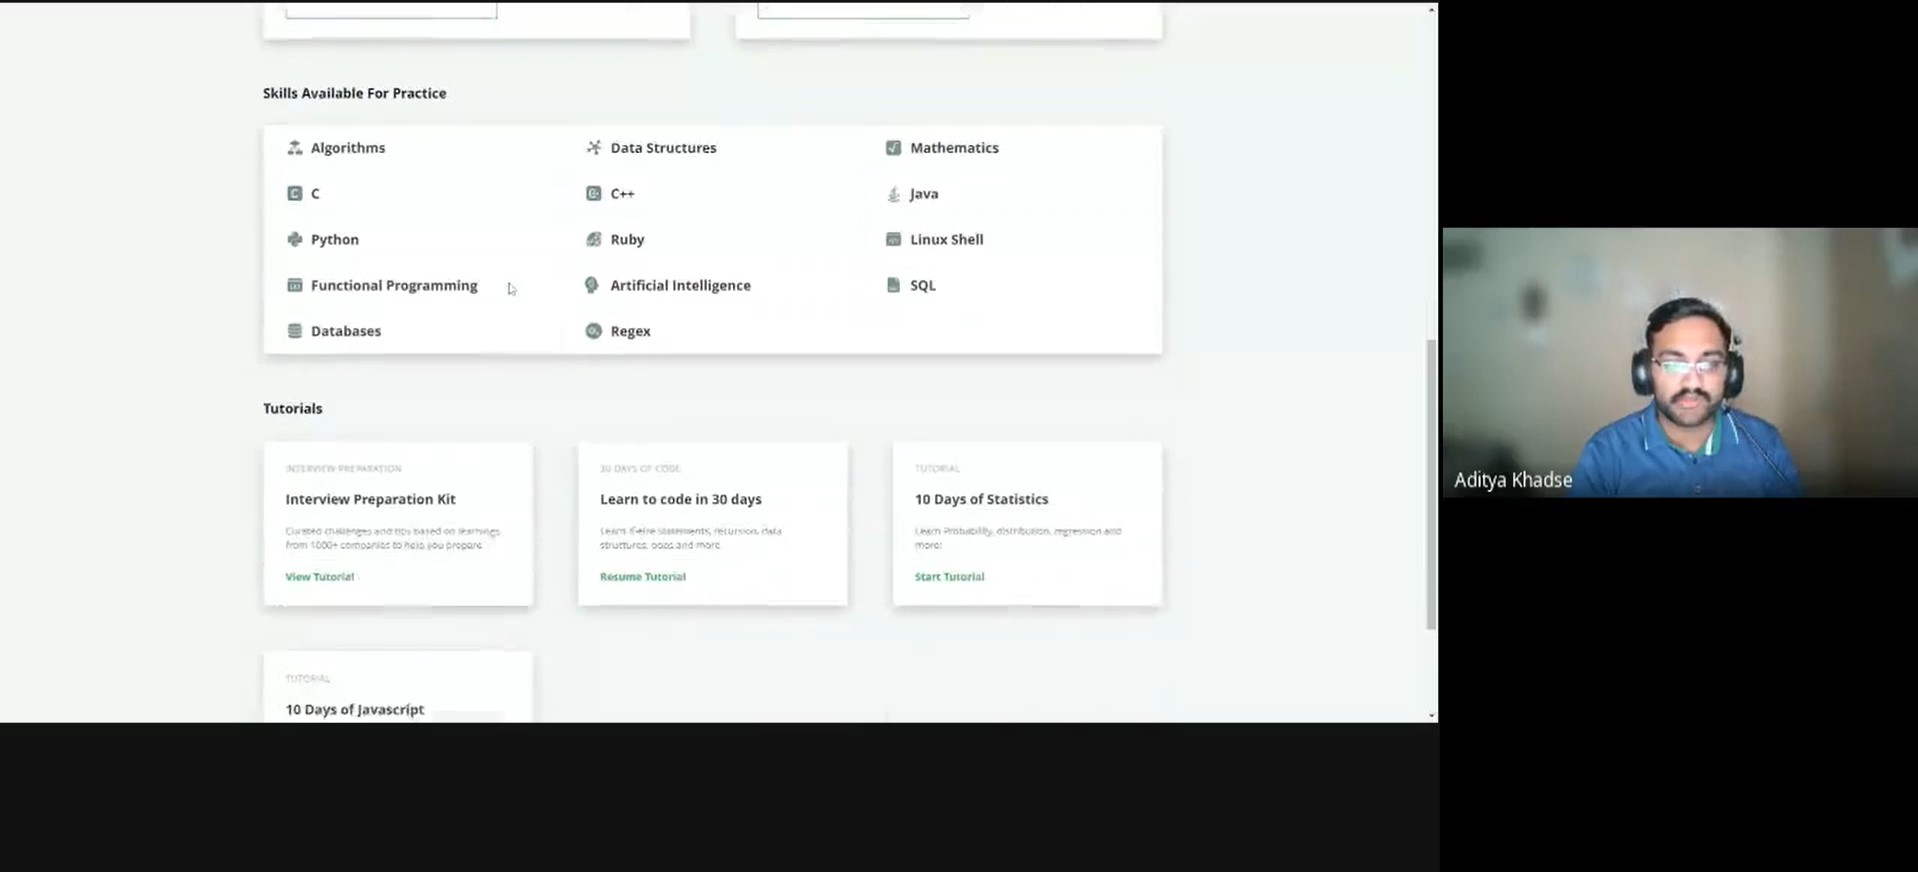 Skills Available For Practice
Algorithms
Data Structures
Mathematics
C
C++
Java
Python
Ruby
Linux Shell
Functional Programming
Artificial Intelligence
SQL
Databases
Regex
Tutorials
INTERVIEW PREPARATION
30 DAYS OF CODE
TUTORIAL
Interview Preparation Kit
Learn to code in 30 days
10 Days of Statistics
Curated challenges and tips based on learnings
from 1000+ companies to help you prepare
Learn if-else statements, recursion, data
structures, oops and more
Learn Probability, distribution, regression and
more!
View Tutorial
Resume Tutorial
Start Tutorial
TUTORIAL
10 Days of Javascript
Aditya Khadse